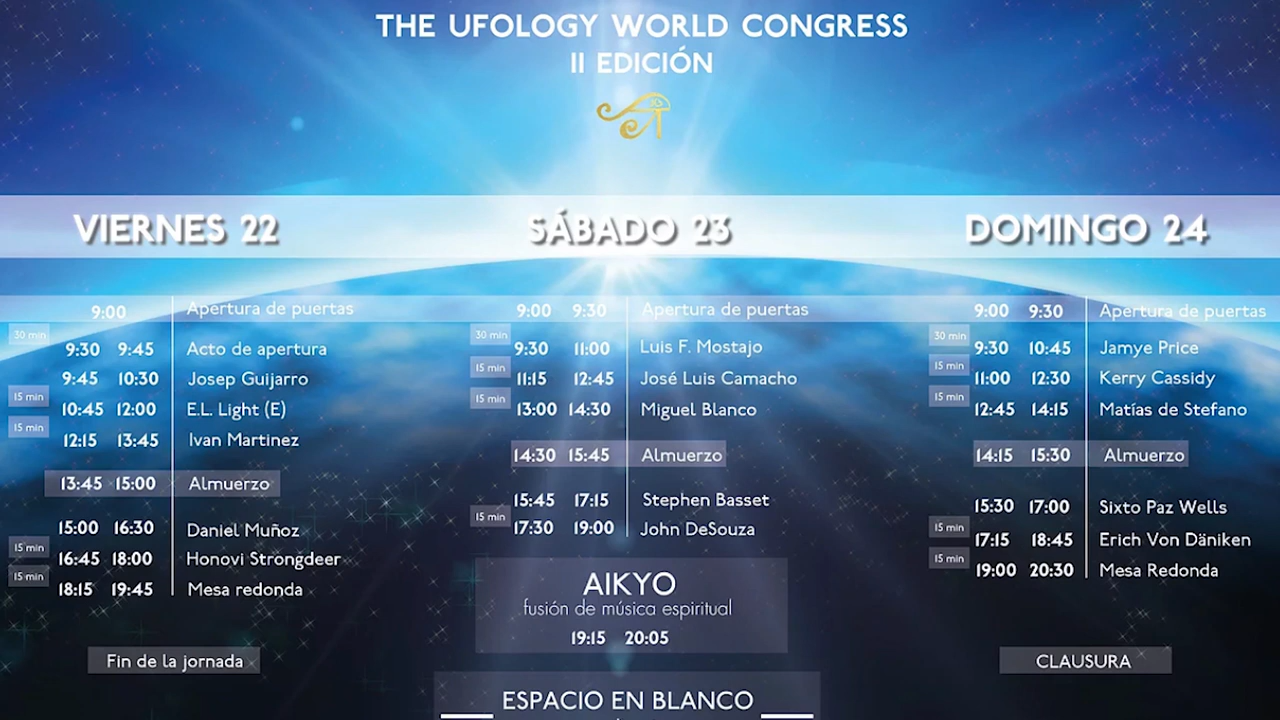 THE UFOLOGY WORLD CONGRESS
II EDICIÓN
VIERNES 22
9:00 Apertura de puertas
30 min
9:30 9:45 Acto de apertura
9:45 10:30 Josep Guijarro
15 min
10:45 12:00 E.L. Light (E)
15 min
12:15 13:45 Ivan Martinez
13:45 15:00 Almuerzo
15:00 16:30 Daniel Muñoz
15 min
16:45 18:00 Honovi Strongdeer
15 min
18:15 19:45 Mesa redonda
Fin de la jornada
SÁBADO 23
9:00 9:30 Apertura de puertas
30 min
9:30 11:00 Luis F. Mostajo
15 min
11:15 12:45 José Luis Camacho
15 min
13:00 14:30 Miguel Blanco
14:30 15:45 Almuerzo
15:45 17:15 Stephen Basset
15 min
17:30 19:00 John DeSouza
AIKYO
fusión de música espiritual
19:15 20:05
ESPACIO EN BLANCO
DOMINGO 24
9:00 9:30 Apertura de puertas
30 min
9:30 10:45 Jamye Price
15 min
11:00 12:30 Kerry Cassidy
15 min
12:45 14:15 Matías de Stefano
14:15 15:30 Almuerzo
15:30 17:00 Sixto Paz Wells
15 min
17:15 18:45 Erich Von Däniken
15 min
19:00 20:30 Mesa Redonda
CLAUSURA